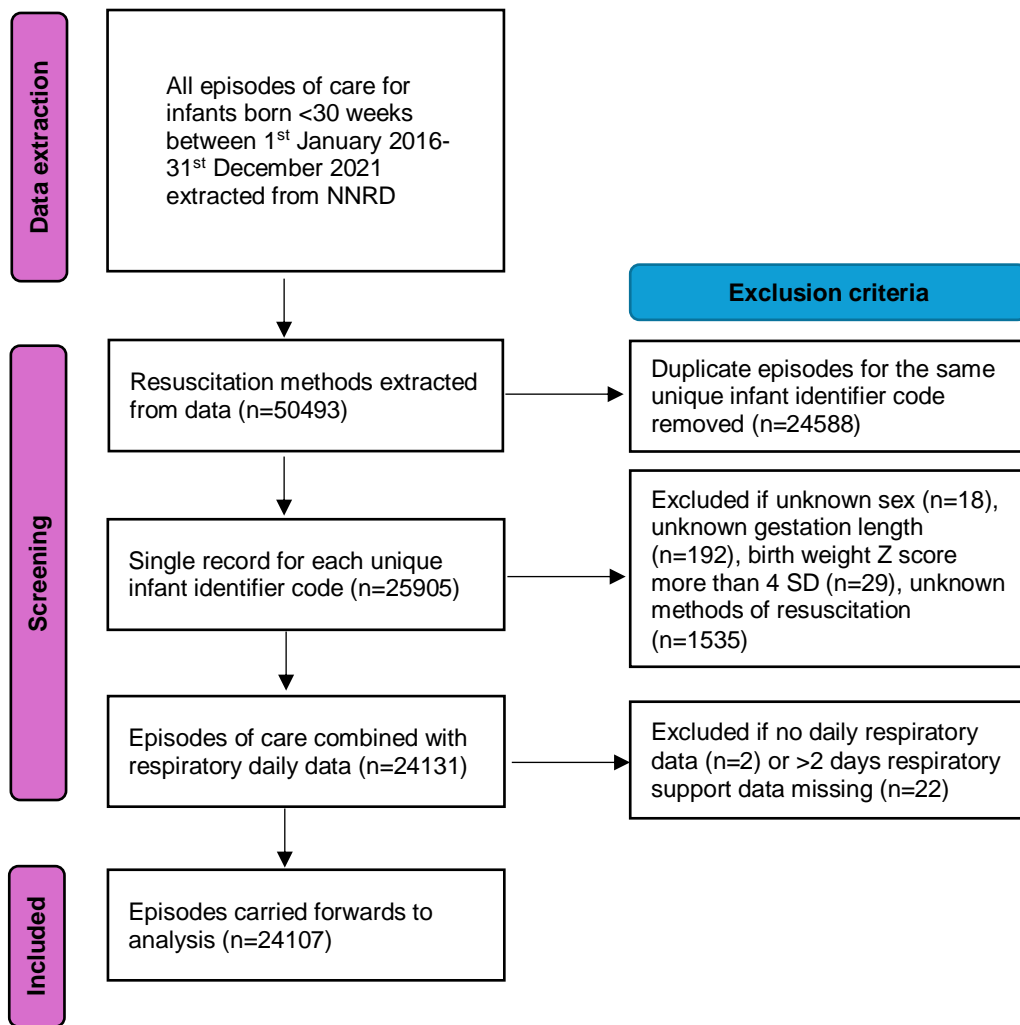 Data extraction
All episodes of care for
infants born <30 weeks
between 1st January 2016-
31st December 2021
extracted from NNRD
Exclusion criteria
Screening
Resuscitation methods extracted
from data (n=50493)
Duplicate episodes for the same
unique infant identifier code
removed (n=24588)
Single record for each unique
infant identifier code (n=25905)
Excluded if unknown sex (n=18),
unknown gestation length
(n=192), birth weight Z score
more than 4 SD (n=29), unknown
methods of resuscitation
(n=1535)
Episodes of care combined with
respiratory daily data (n=24131)
Excluded if no daily respiratory
data (n=2) or >2 days respiratory
support data missing (n=22)
Included
Episodes carried forwards to
analysis (n=24107)